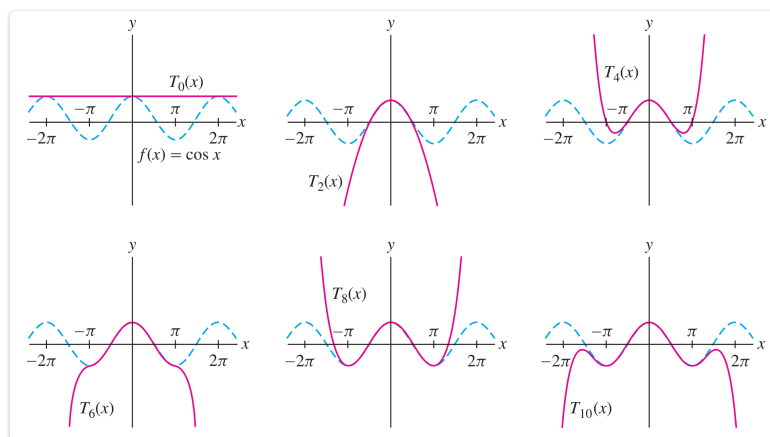 y
T₀(x)
−π π x
−2π 2π
f(x) = cos x
y
−π π x
−2π 2π
T₂(x)
y
T₄(x)
−π π x
−2π 2π
y
−π π x
−2π 2π
T₆(x)
y
T₈(x)
−π π x
−2π 2π
y
−π π x
−2π 2π
T₁₀(x)